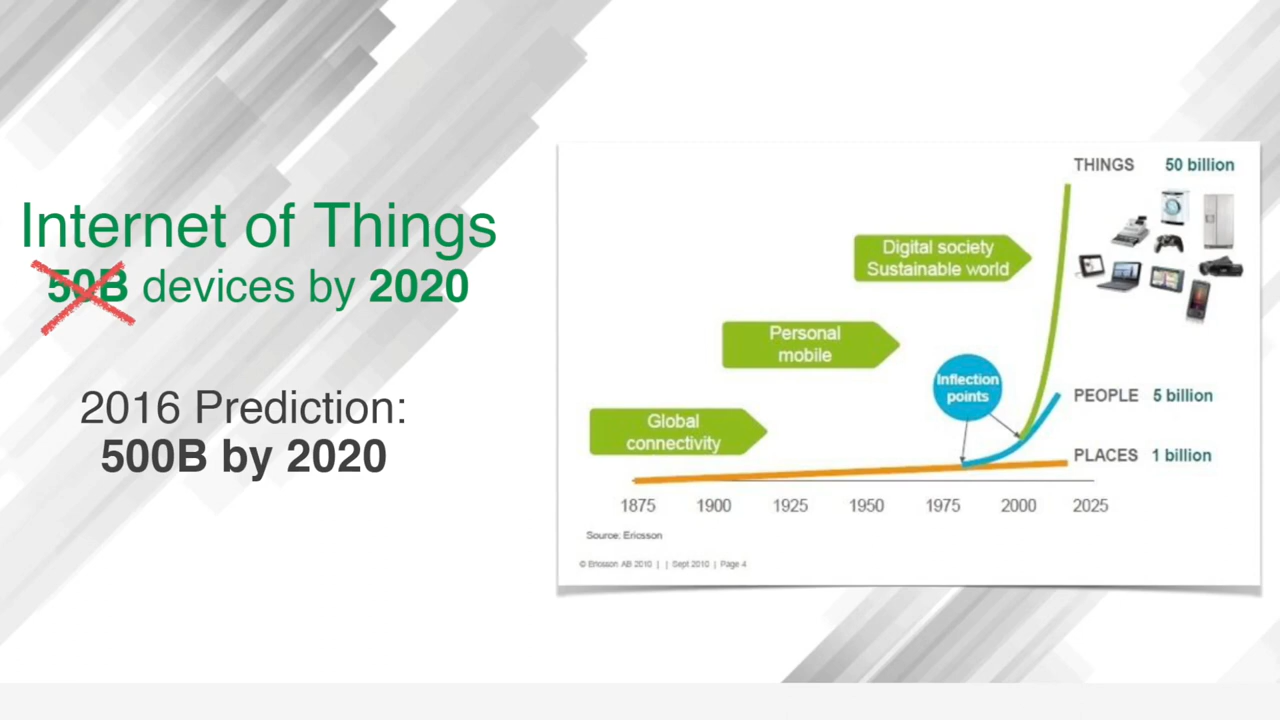 Internet of Things
50B devices by 2020
2016 Prediction:
500B by 2020
THINGS 50 billion
Digital society
Sustainable world
Personal
mobile
Inflection
points
PEOPLE 5 billion
Global
connectivity
PLACES 1 billion
1875 1900 1925 1950 1975 2000 2025
Source: Ericsson
© Ericsson AB 2010 | | Sept 2010 | Page 4